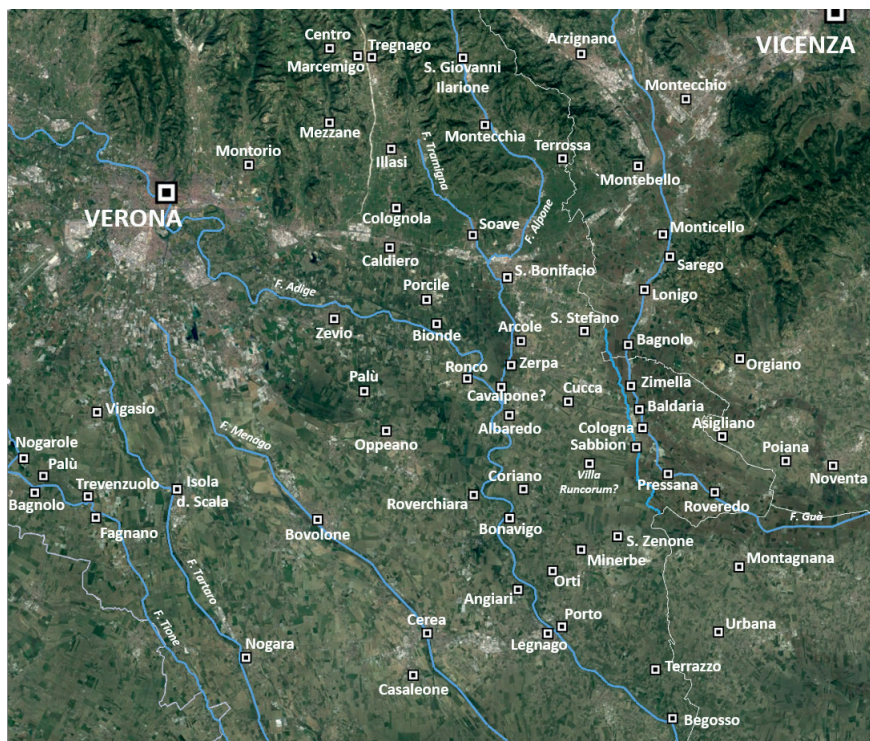 Centro
Marcemigo
Tregnago
S. Giovanni
Ilarione
Arzignano
VICENZA
Montecchio
Mezzane
Montecchìa
F. Tramigna
Terrossa
Montorio
Illasi
`Montebello
VERONA
Colognola
Soave
F. Alpone
Monticello
Caldiero
S. Bonifacio
Sarego
F. Adige
Porcile
Lonigo
Zevio
Bionde
Arcole
S. Stefano
Bagnolo
Zerpa
Orgiano
Ronco
Palù
Cavalpone?
Cucca
Zimella
Baldaria
Vigasio
F. Menago
Oppeano
Albaredo
Cologna
Sabbion
Asigliano
Nogarole
Palù
Bagnolo
Trevenzuolo
Isola
d. Scala
Coriano
Villa
Runcorum?
Pressana
Poiana
Noventa
Roverchiara
Roveredo
F. Guà
Fagnano
Bovolone
Bonavigo
S. Zenone
Minerbe
Montagnana
F. Tartaro
Orti
Angiari
F. Tione
Cerea
Porto
Legnago
Urbana
Nogara
Casaleone
Terrazzo
Begosso